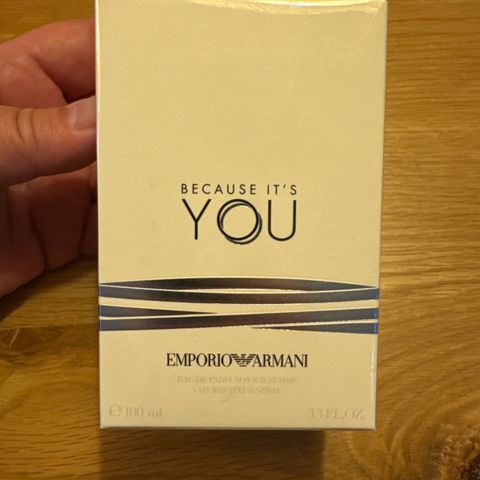 BECAUSE IT'S
YOU
EMPORIO ARMANI
EAU DE PARFUM POUR FEMME
VAPORISATEUR SPRAY
℮ 100 ml 3.3 FL.OZ.